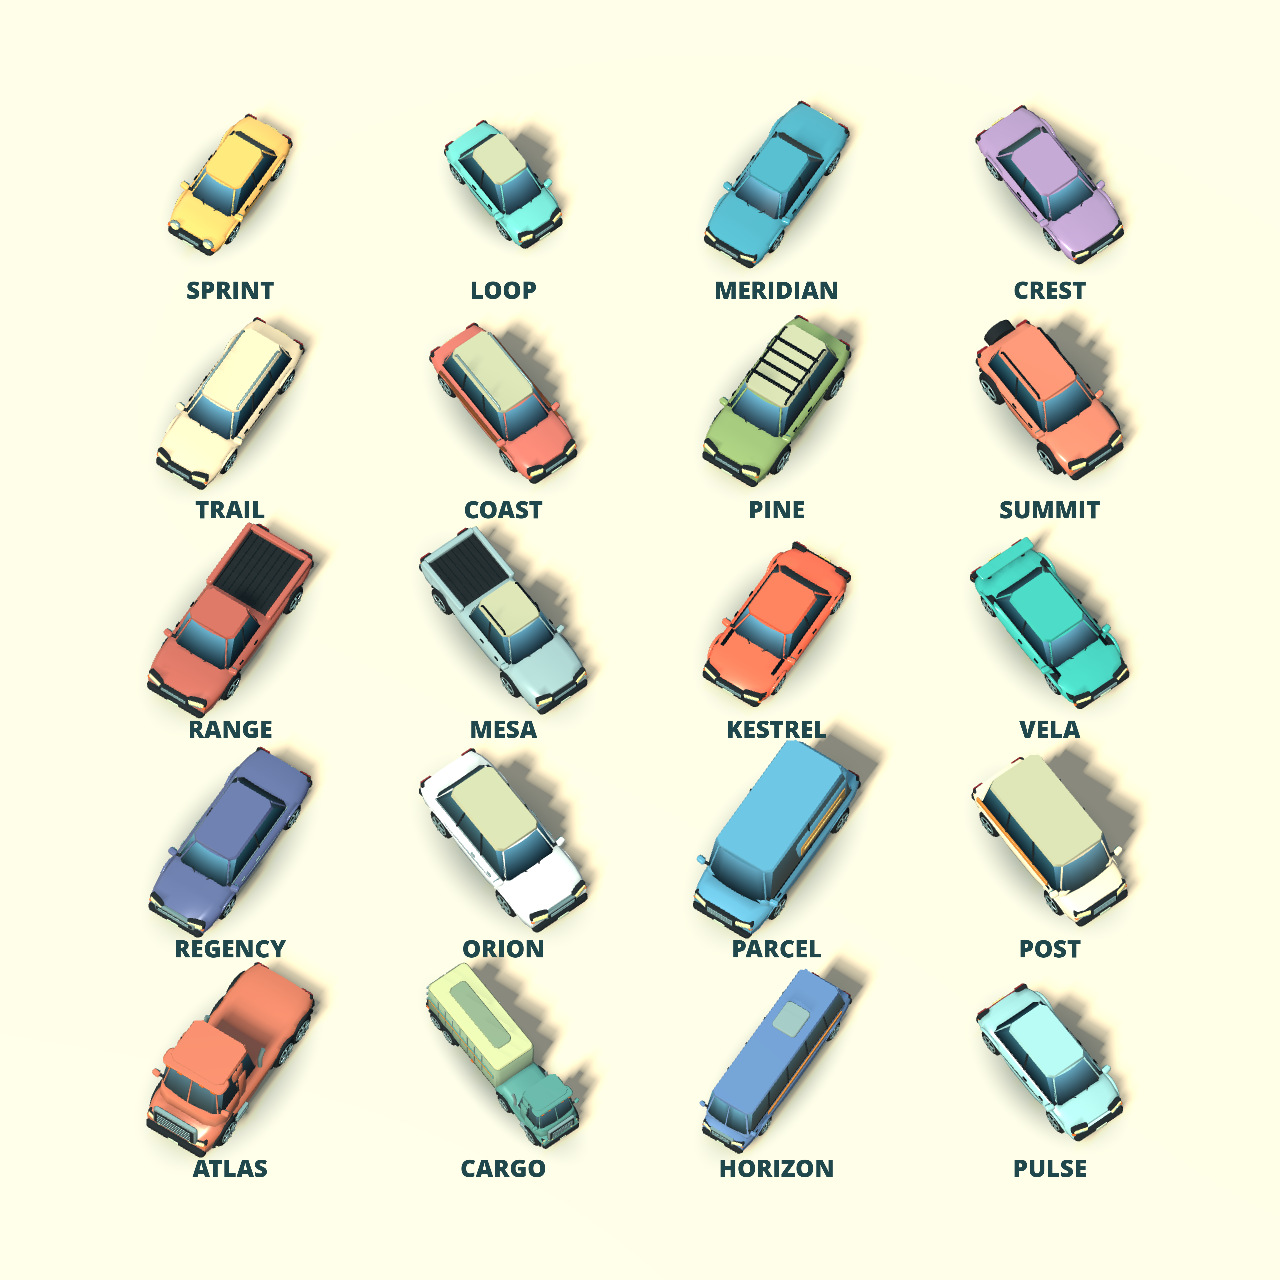 SPRINT LOOP MERIDIAN CREST
TRAIL COAST PINE SUMMIT
RANGE MESA KESTREL VELA
REGENCY ORION PARCEL POST
ATLAS CARGO HORIZON PULSE